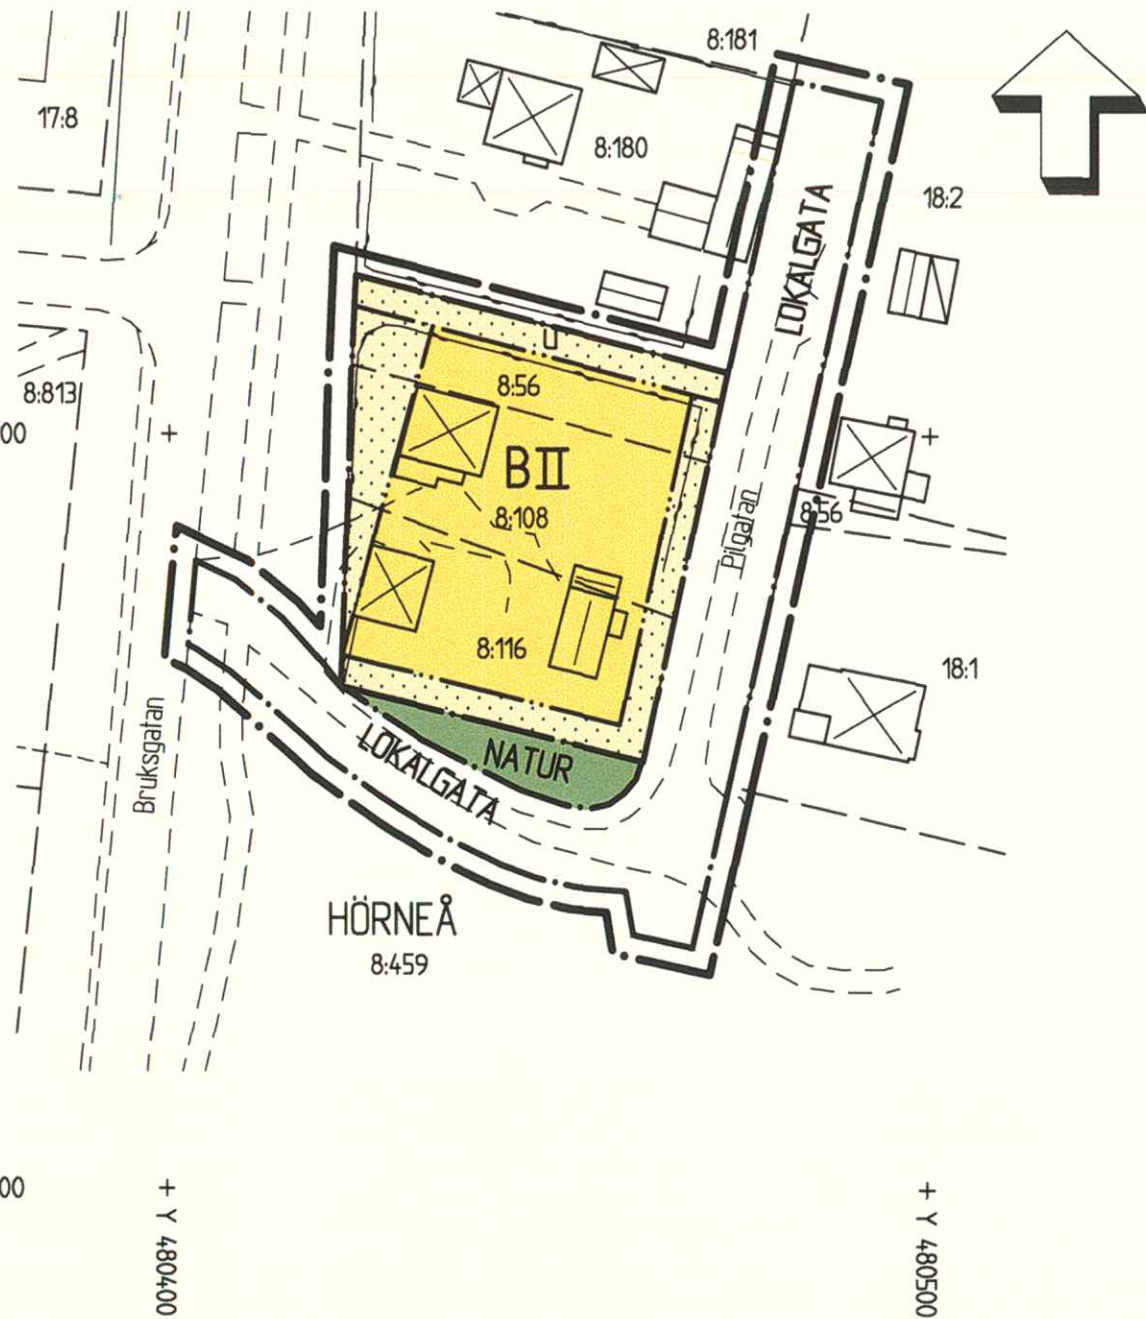 8:181
17:8
8:180
18:2
LOKALGATA
8:56
8:813
00
BII
8:108
8:56
Pilgatan
8:116
18:1
Bruksgatan
NATUR
LOKALGATA
HÖRNEÅ
8:459
00
+ Y 480400
+ Y 480500